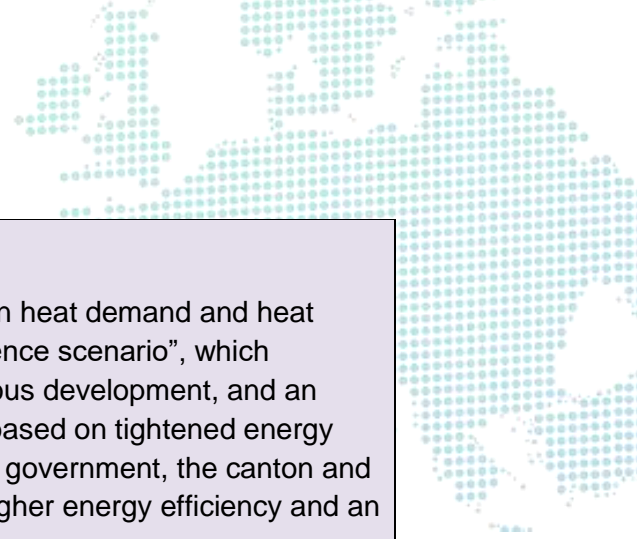 n heat demand and heat
ence scenario”, which
ous development, and an
based on tightened energy
government, the canton and
gher energy efficiency and an